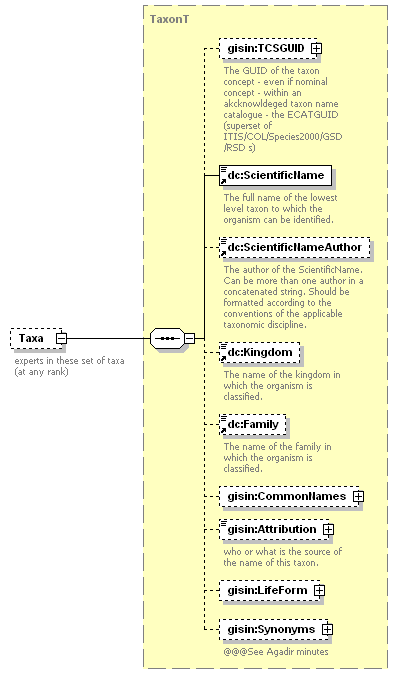 TaxonT
gisin:TCSGUID
The GUID of the taxon
concept - even if nominal
concept - within an
akcknowldeged taxon name
catalogue - the ECATGUID
(superset of
ITIS/COL/Species2000/GSD
/RSD s)
dc:ScientificName
The full name of the lowest
level taxon to which the
organism can be identified.
dc:ScientificNameAuthor
The author of the ScientificName.
Can be more than one author in a
concatenated string. Should be
formatted according to the
conventions of the applicable
taxonomic discipline.
Taxa
experts in these set of taxa
(at any rank)
dc:Kingdom
The name of the kingdom in
which the organism is
classified.
dc:Family
The name of the family in
which the organism is
classified.
gisin:CommonNames
gisin:Attribution
who or what is the source of
the name of this taxon.
gisin:LifeForm
gisin:Synonyms
@@@See Agadir minutes